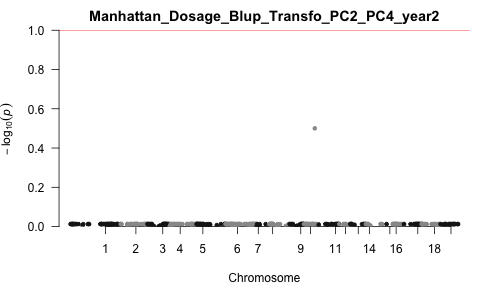 Manhattan_Dosage_Blup_Transfo_PC2_PC4_year2
1.0
0.8
0.6
0.4
0.2
0.0
− log10(p)
1 2 3 4 5 6 7 9 11 14 16 18
Chromosome